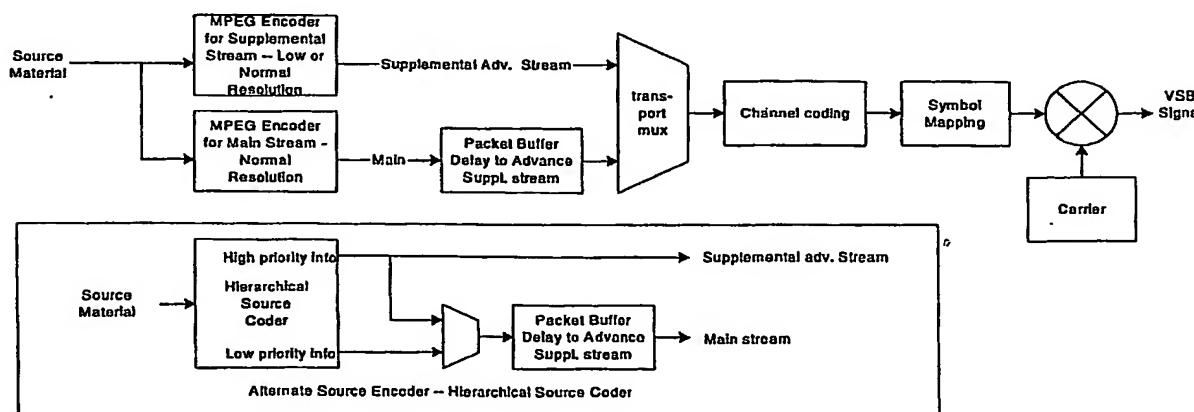 MPEG Encoder
for Supplemental
Stream -- Low or
Normal
Resolution
Source
Material
Supplemental Adv. Stream
MPEG Encoder
for Main Stream -
Normal
Resolution
Main
Packet Buffer
Delay to Advance
Suppl. stream
trans-
port
mux
Channel coding
Symbol
Mapping
VSB
Signa
Carrier
High priority info
Supplemental adv. Stream
Source
Material
Hierarchical
Source
Coder
Low priority info
Packet Buffer
Delay to Advance
Suppl. stream
Main stream
Alternate Source Encoder -- Hierarchical Source Coder